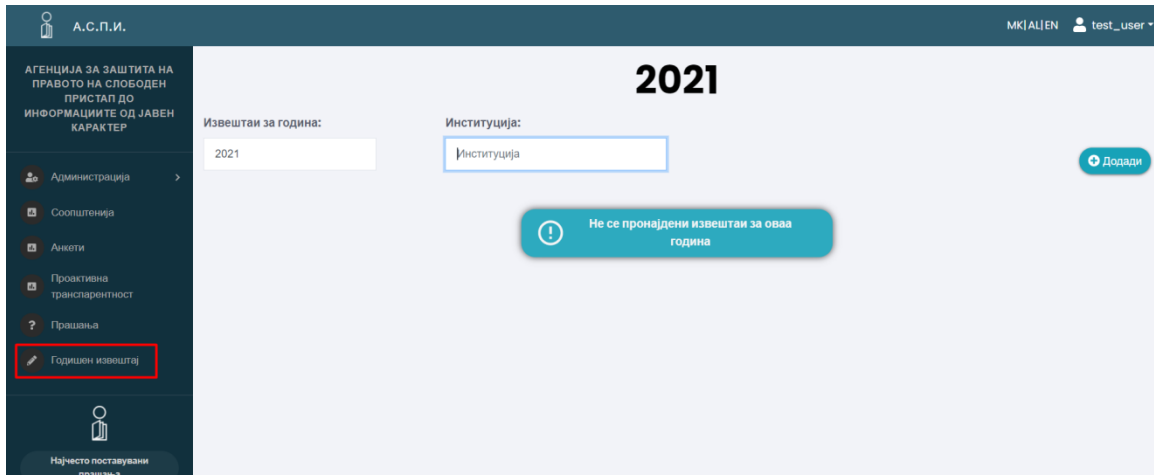 А.С.П.И.
MK|AL|EN test_user
АГЕНЦИЈА ЗА ЗАШТИТА НА
ПРАВОТО НА СЛОБОДЕН
ПРИСТАП ДО
ИНФОРМАЦИИТЕ ОД ЈАВЕН
КАРАКТЕР
Администрација
Соопштенија
Анкети
Проактивна
транспарентност
Прашања
Годишен извештај
Најчесто поставувани
прашања
2021
Извештаи за година:
Институција:
2021
Институција
Додади
Не се пронајдени извештаи за оваа
година